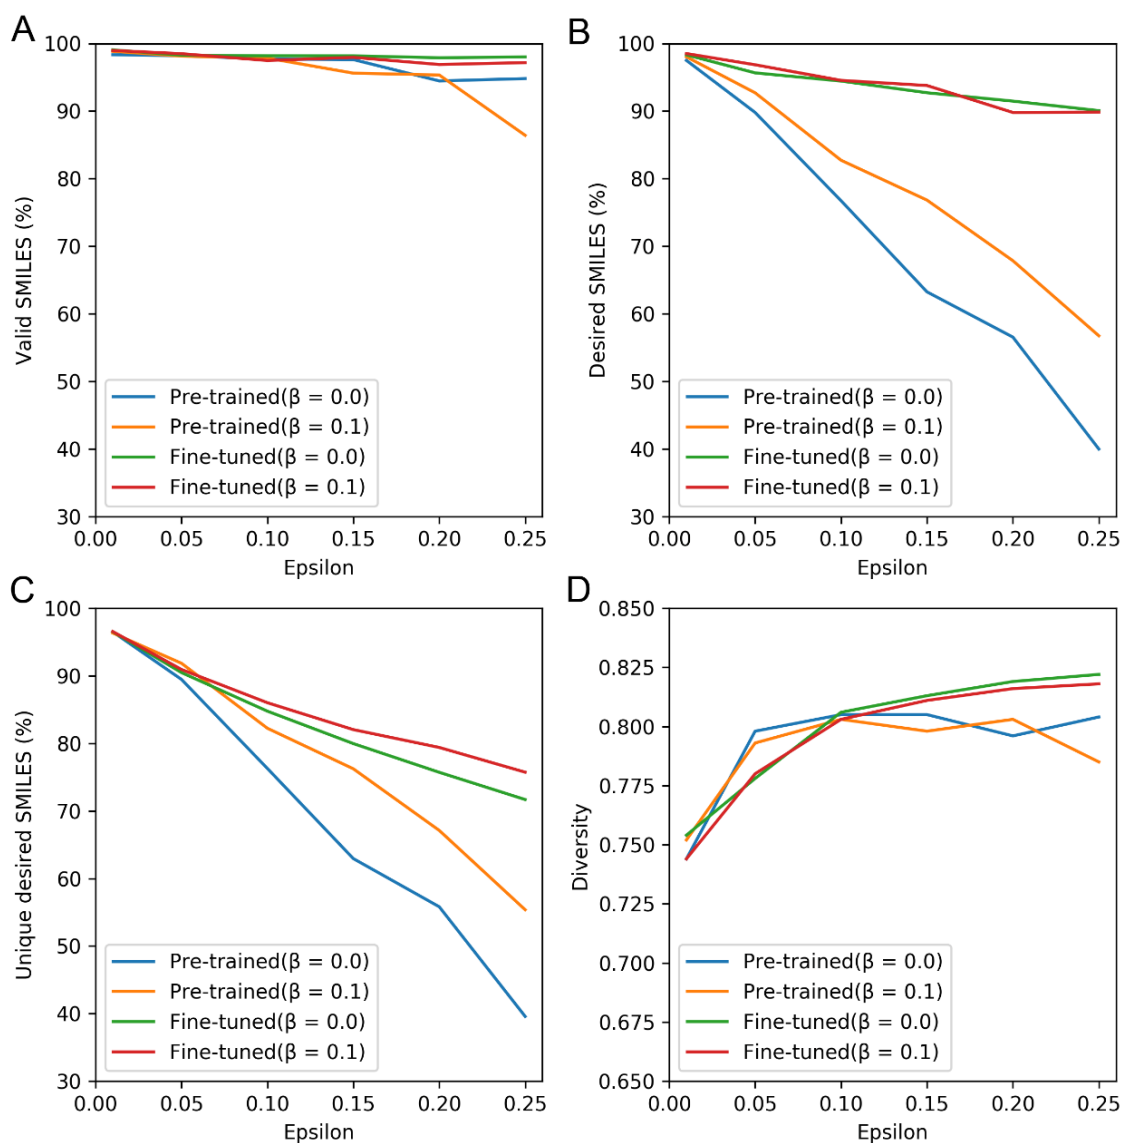 A
100
90
80
70
60
50
40
30
Valid SMILES (%)
Pre-trained(β = 0.0)
Pre-trained(β = 0.1)
Fine-tuned(β = 0.0)
Fine-tuned(β = 0.1)
0.00 0.05 0.10 0.15 0.20 0.25
Epsilon
B
100
90
80
70
60
50
40
30
Desired SMILES (%)
Pre-trained(β = 0.0)
Pre-trained(β = 0.1)
Fine-tuned(β = 0.0)
Fine-tuned(β = 0.1)
0.00 0.05 0.10 0.15 0.20 0.25
Epsilon
C
100
90
80
70
60
50
40
30
Unique desired SMILES (%)
Pre-trained(β = 0.0)
Pre-trained(β = 0.1)
Fine-tuned(β = 0.0)
Fine-tuned(β = 0.1)
0.00 0.05 0.10 0.15 0.20 0.25
Epsilon
D
0.850
0.825
0.800
0.775
0.750
0.725
0.700
0.675
0.650
Diversity
Pre-trained(β = 0.0)
Pre-trained(β = 0.1)
Fine-tuned(β = 0.0)
Fine-tuned(β = 0.1)
0.00 0.05 0.10 0.15 0.20 0.25
Epsilon